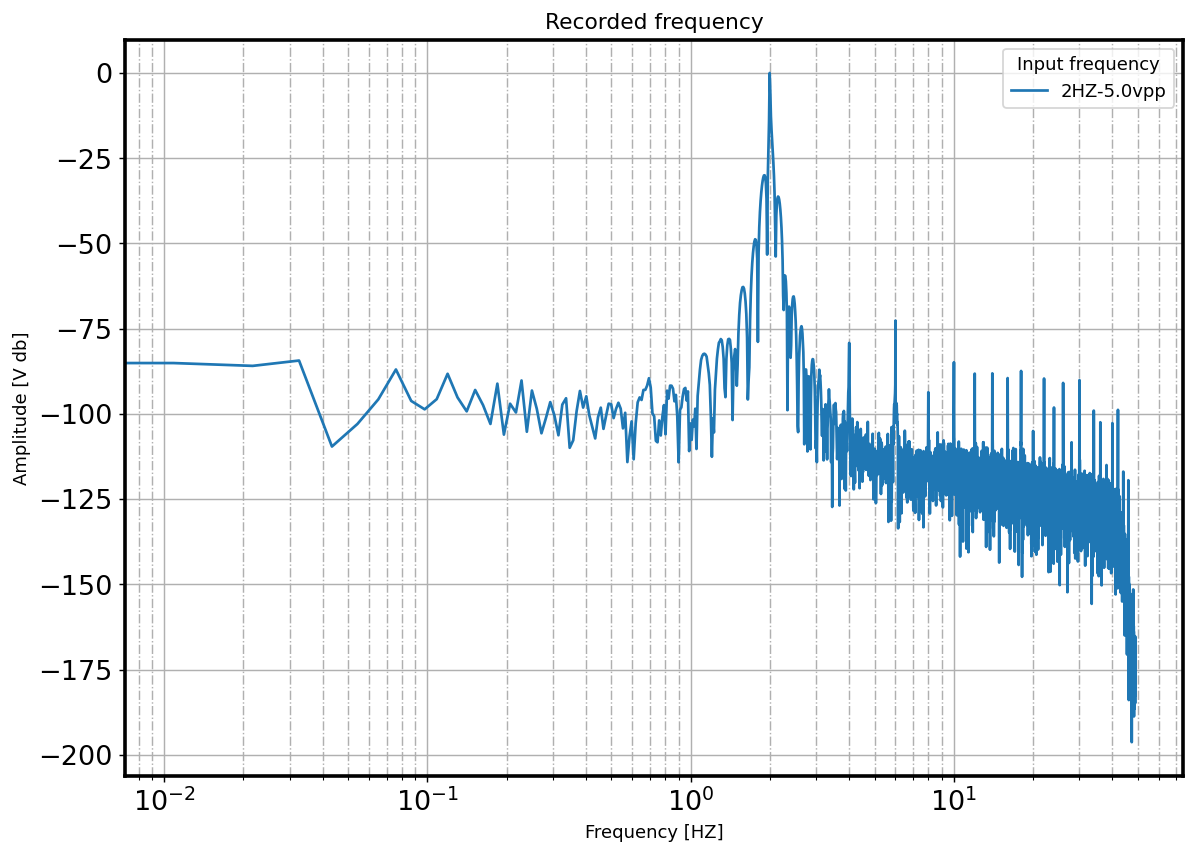 Recorded frequency
Input frequency
2HZ-5.0vpp
0
−25
−50
−75
−100
−125
−150
−175
−200
Amplitude [V db]
10⁻² 10⁻¹ 10⁰ 10¹
Frequency [HZ]